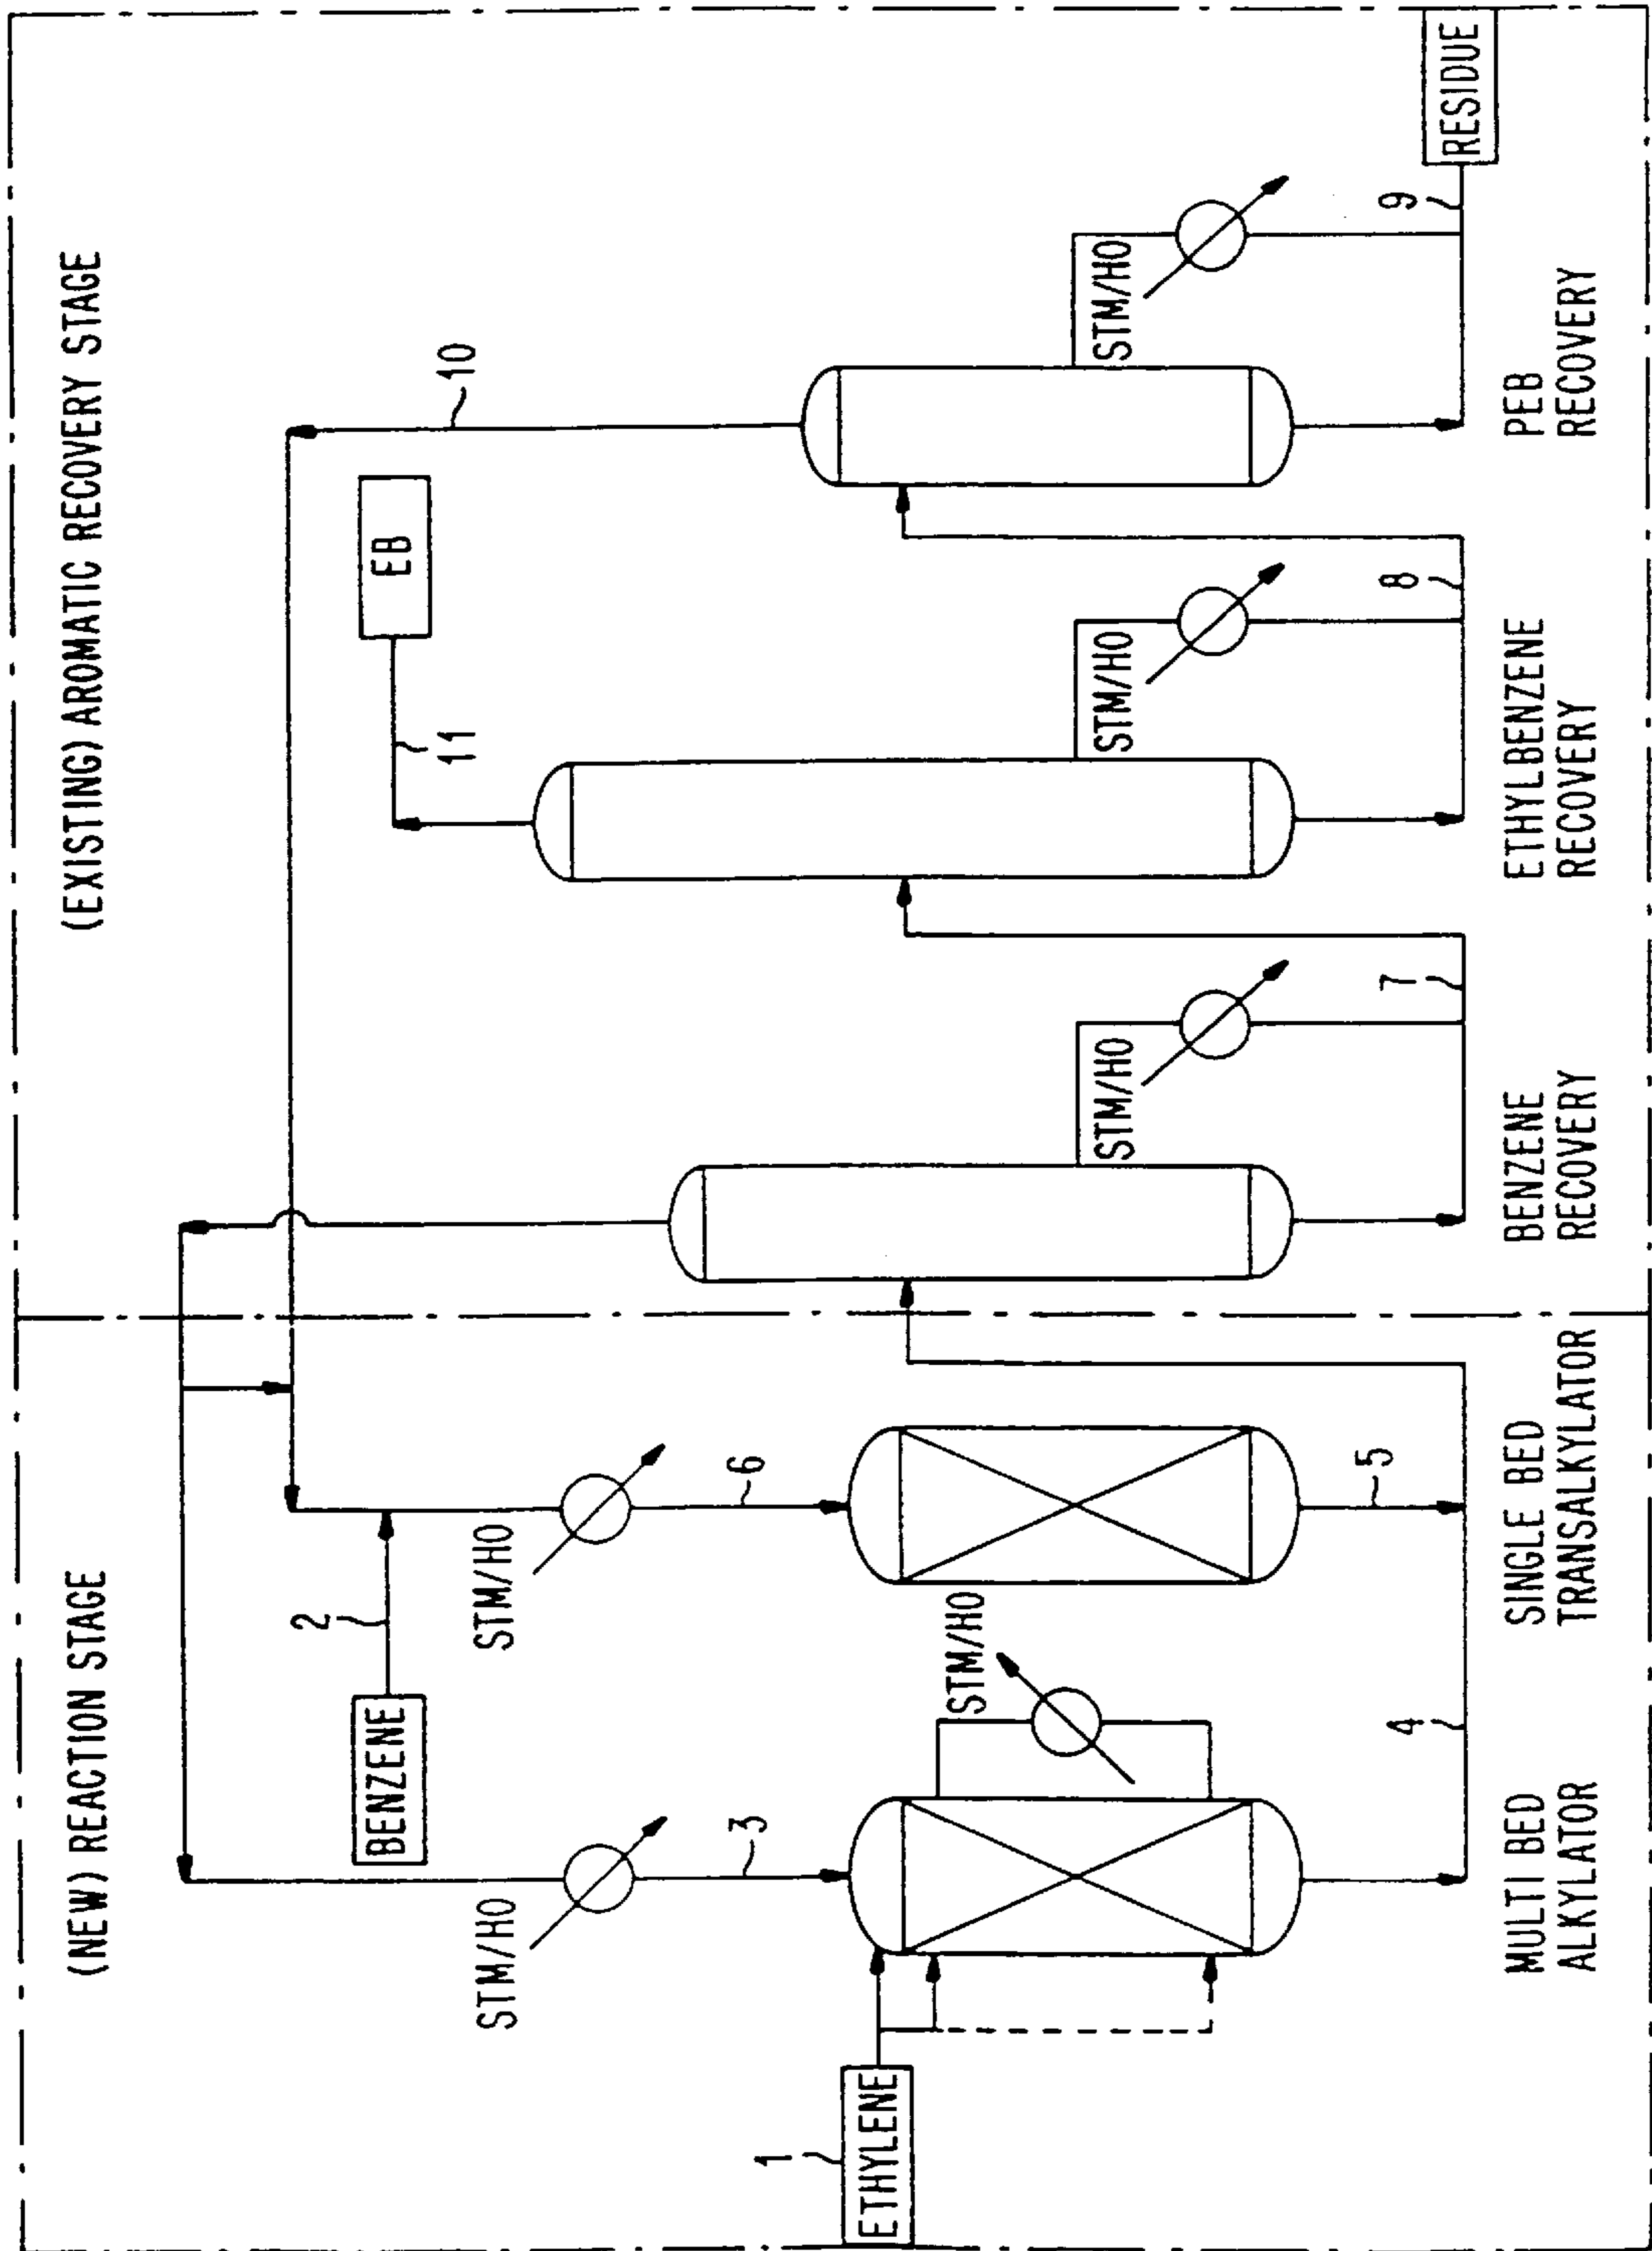 (NEW) REACTION STAGE
(EXISTING) AROMATIC RECOVERY STAGE
10
BENZENE
2
EB
11
STM/HO
STM/HO
3
6
1
ETHYLENE
STM/HO
STM/HO
STM/HO
STM/HO
4
5
7
8
9
RESIDUE
MULTI BED
ALKYLATOR
SINGLE BED
TRANSALKYLATOR
BENZENE
RECOVERY
ETHYLBENZENE
RECOVERY
PEB
RECOVERY